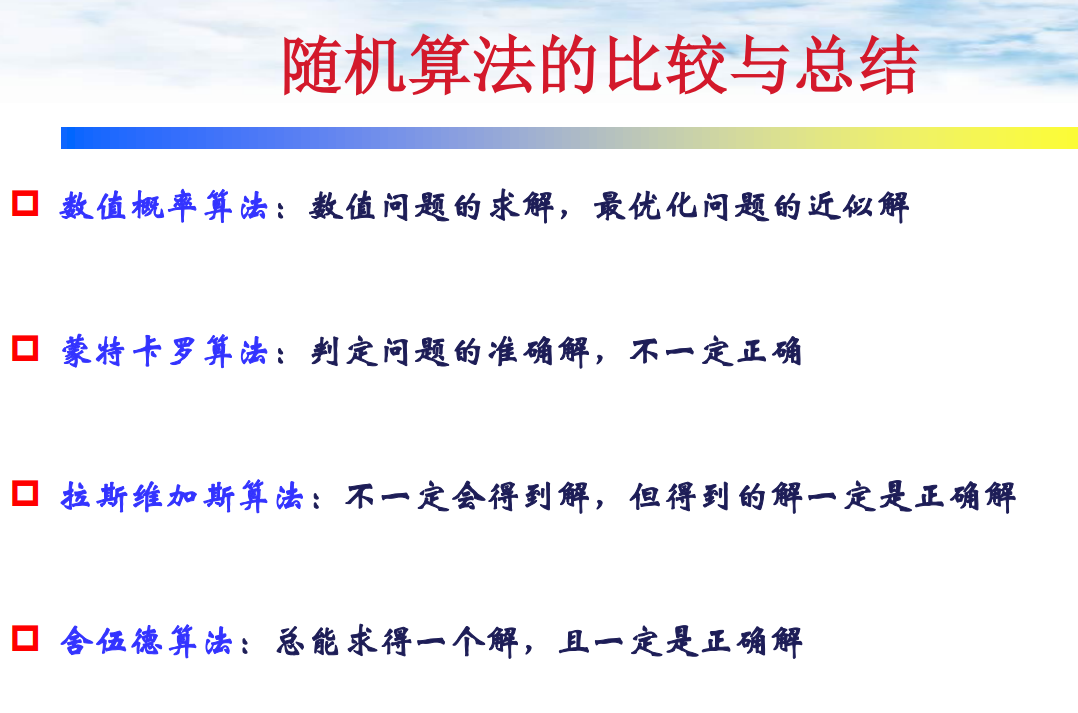 随机算法的比较与总结
数值概率算法：数值问题的求解，最优化问题的近似解
蒙特卡罗算法：判定问题的准确解，不一定正确
拉斯维加斯算法：不一定会得到解，但得到的解一定是正确解
舍伍德算法：总能求得一个解，且一定是正确解